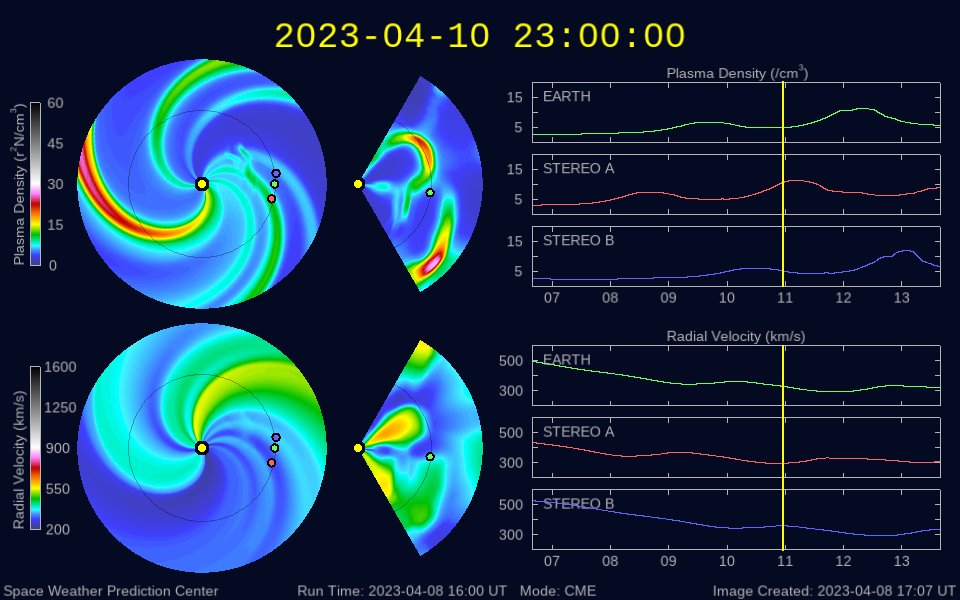 2023-04-10 23:00:00
Plasma Density (r²N/cm³)
60
45
30
15
0
Plasma Density (/cm³)
EARTH
15
5
STEREO A
15
5
STEREO B
15
5
07 08 09 10 11 12 13
Radial Velocity (km/s)
1600
1250
900
550
200
Radial Velocity (km/s)
EARTH
500
300
STEREO A
500
300
STEREO B
500
300
07 08 09 10 11 12 13
Space Weather Prediction Center Run Time: 2023-04-08 16:00 UT Mode: CME Image Created: 2023-04-08 17:07 UT